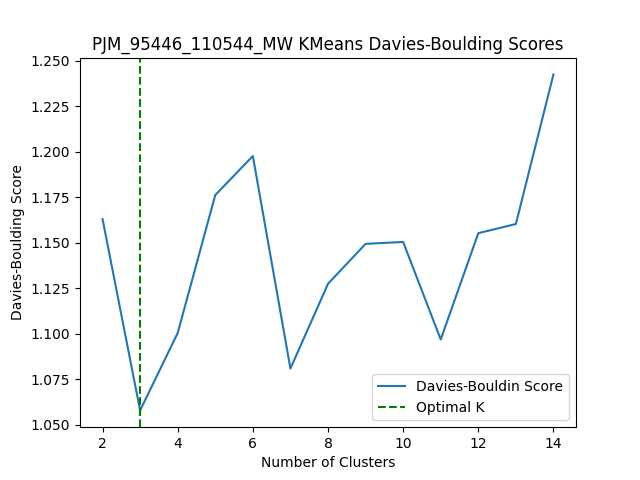 PJM_95446_110544_MW KMeans Davies-Boulding Scores
1.250
1.225
1.200
1.175
1.150
1.125
1.100
1.075
1.050
Davies-Boulding Score
Davies-Bouldin Score
Optimal K
2 4 6 8 10 12 14
Number of Clusters